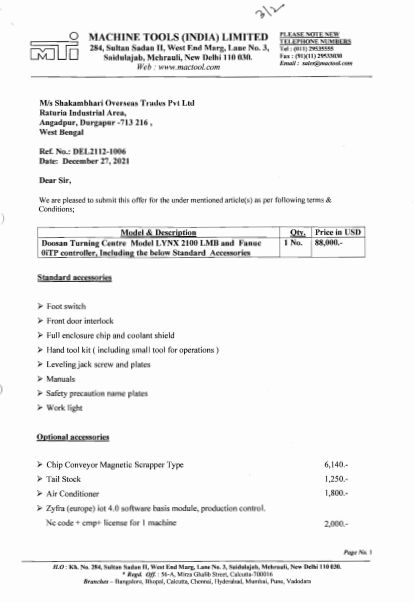 3/2
MACHINE TOOLS (INDIA) LIMITED
284, Sultan Sadan II, West End Marg, Lane No. 3,
Saidulajab, Mehrauli, New Delhi 110 030.
Web : www.mactool.com
PLEASE NOTE NEW
TELEPHONE NUMBERS
Tel : (011) 29535555
Fax : (91)(11) 29533030
Email : sales@mactool.com
MTI
M/s Shakambhari Overseas Trades Pvt Ltd
Raturia Industrial Area,
Angadpur, Durgapur -713 216 ,
West Bengal
Ref. No.: DEL2112-1006
Date: December 27, 2021
Dear Sir,
We are pleased to submit this offer for the under mentioned article(s) as per following terms &
Conditions;
Model & Description Qty. Price in USD
Doosan Turning Centre Model LYNX 2100 LMB and Fanuc 1 No. 88,000.-
0iTP controller, Including the below Standard Accessories
Standard accessories
➢ Foot switch
➢ Front door interlock
➢ Full enclosure chip and coolant shield
➢ Hand tool kit ( including small tool for operations )
➢ Leveling jack screw and plates
➢ Manuals
➢ Safety precaution name plates
➢ Work light
Optional accessories
➢ Chip Conveyor Magnetic Scrapper Type 6,140.-
➢ Tail Stock 1,250.-
➢ Air Conditioner 1,800.-
➢ Zyfra (europe) iot 4.0 software basis module, production control.
Nc code + cmp+ license for 1 machine 2,000.-
Page No. 1
H.O : Kh. No. 284, Sultan Sadan II, West End Marg, Lane No. 3, Saidulajab, Mehrauli, New Delhi 110 030.
* Regd. Off. : 56-A, Mirza Ghalib Street, Calcutta-700016
Branches – Bangalore, Bhopal, Calcutta, Chennai, Hyderabad, Mumbai, Pune, Vadodara